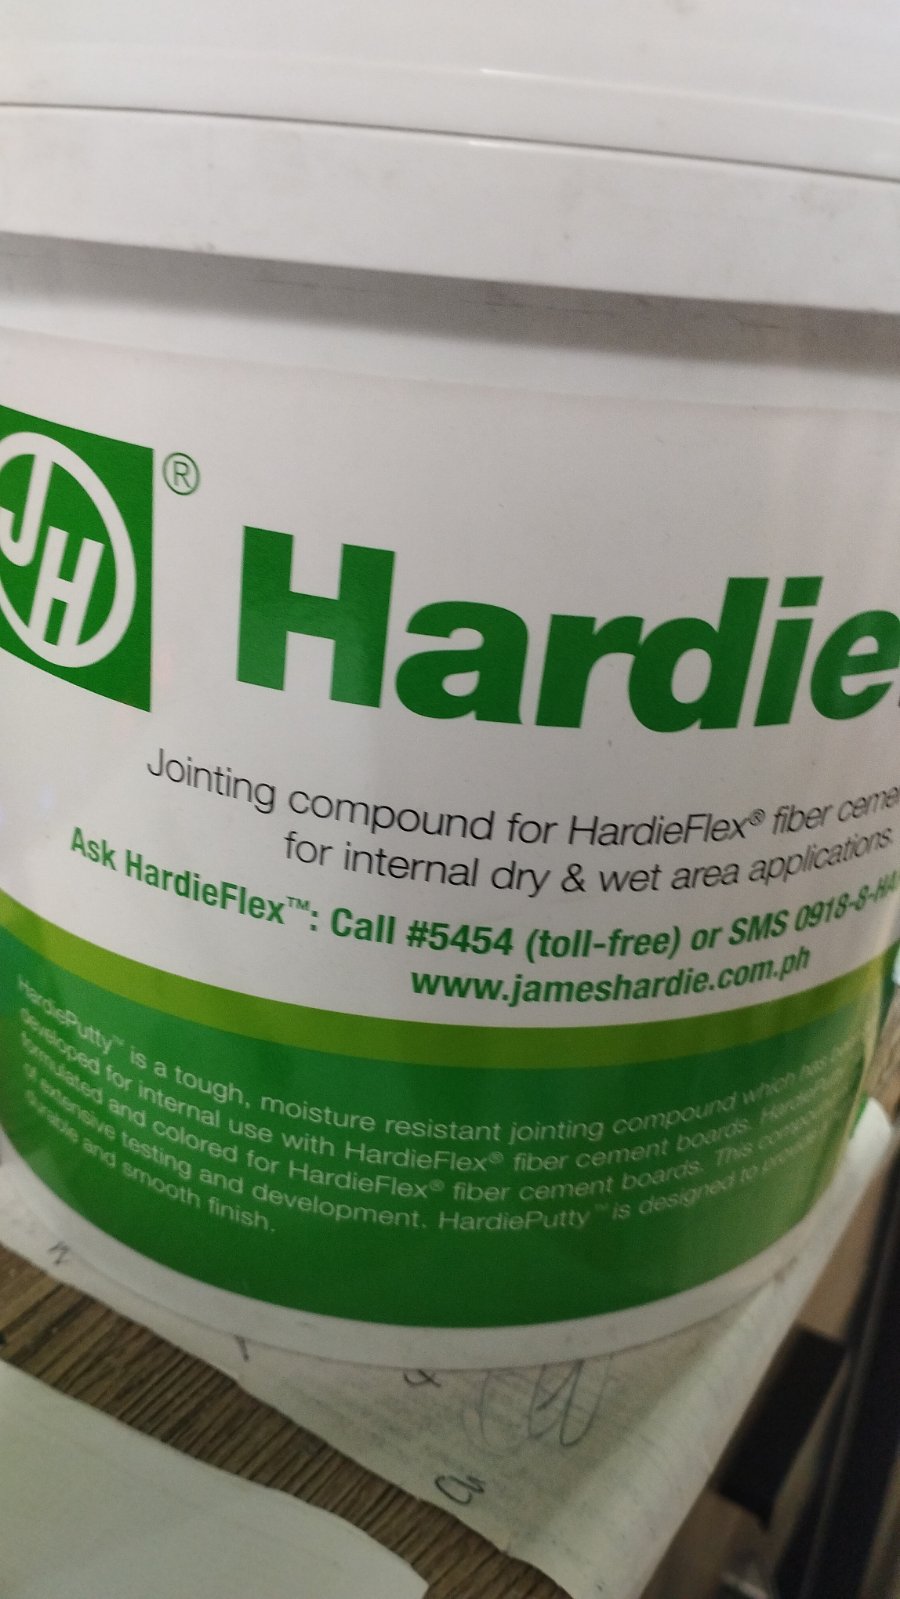 JH
®
Hardie
Jointing compound for HardieFlex® fiber
for internal dry & wet area applications.
Ask HardieFlex™: Call #5454 (toll-free) or SMS 0918-8-
www.jameshardie.com.ph
HardiePutty™ is a tough, moisture resistant jointing compound which has
developed for internal use with HardieFlex® fiber cement boards.
formulated and colored for HardieFlex® fiber cement boards. This
of extensive testing and development. HardiePutty™ is designed to
durable and smooth finish.